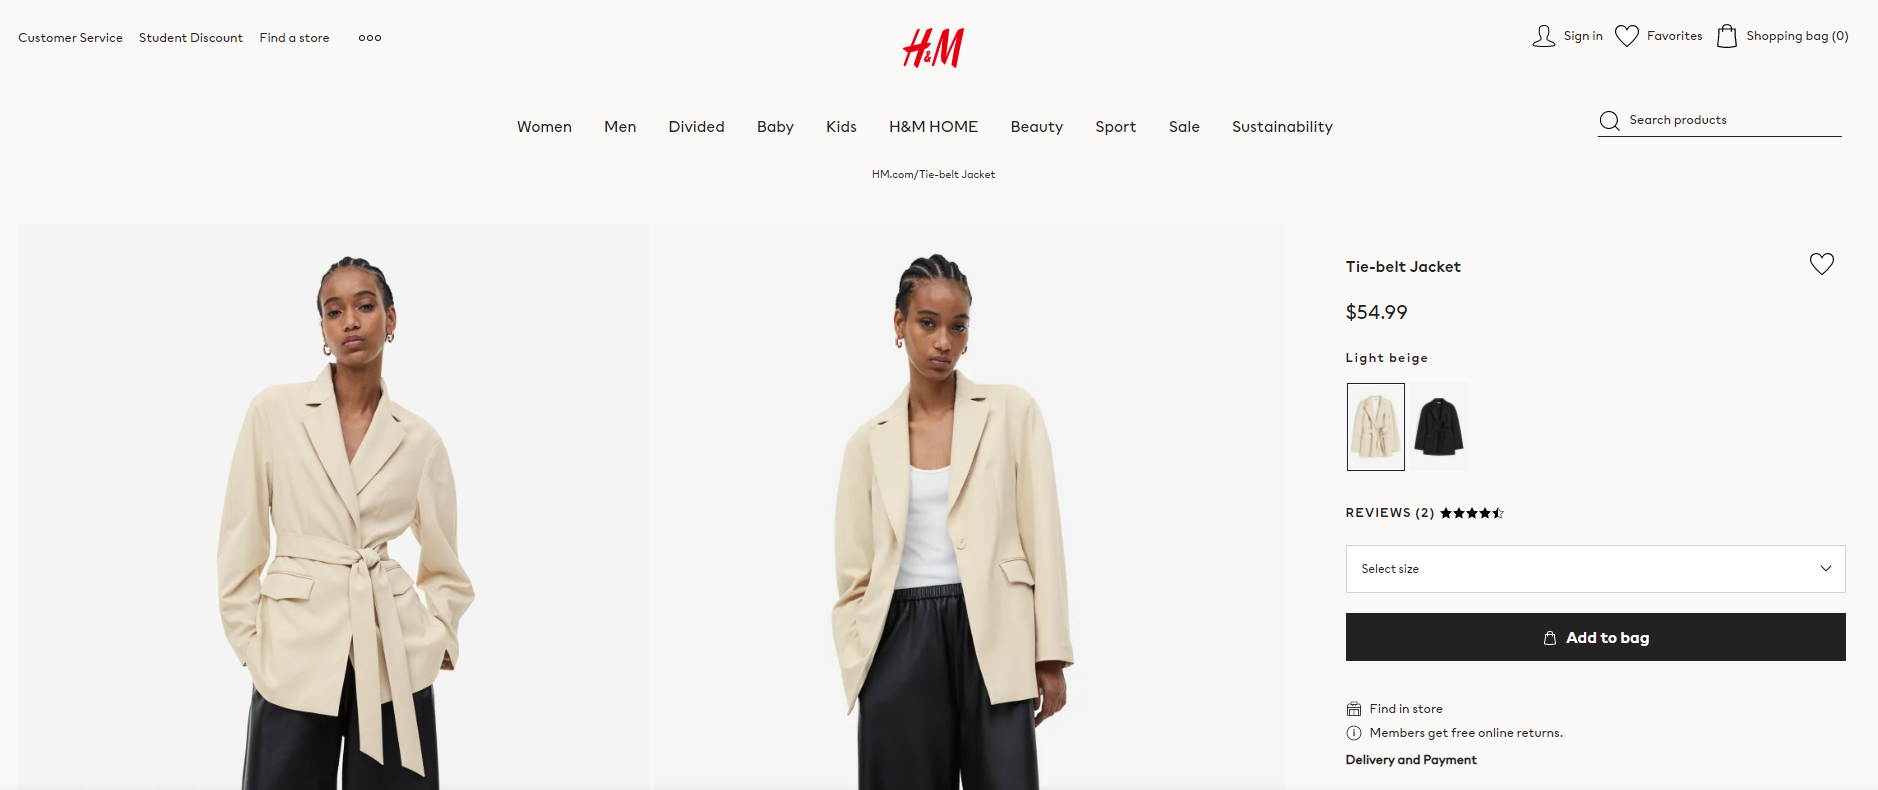 Customer Service Student Discount Find a store
H&M
Sign in Favorites Shopping bag (0)
Women Men Divided Baby Kids H&M HOME Beauty Sport Sale Sustainability
Search products
HM.com/Tie-belt Jacket
Tie-belt Jacket
$54.99
Light beige
REVIEWS (2)
Select size
Add to bag
Find in store
Members get free online returns.
Delivery and Payment